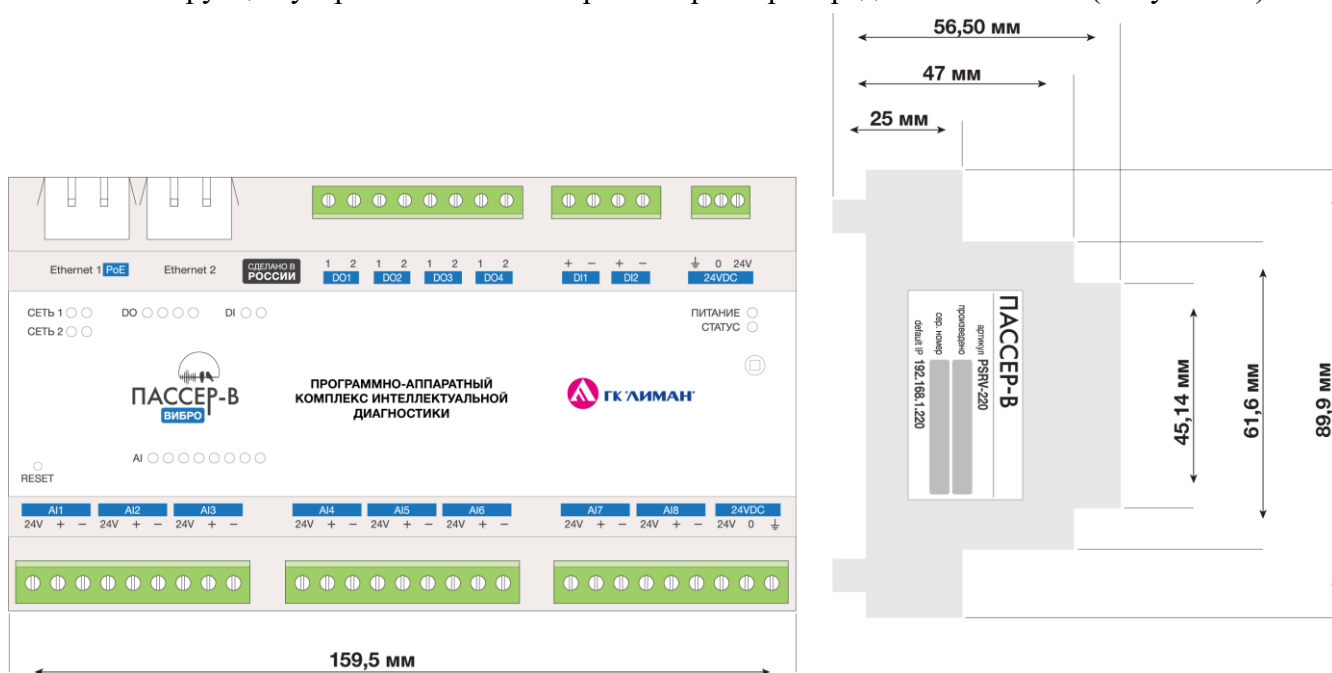 56,50 мм
47 мм
25 мм
Ethernet 1 PoE Ethernet 2 СДЕЛАНО В РОССИИ
1 2 1 2 1 2 1 2 + − + − ⏚ 0 24V
DO1 DO2 DO3 DO4 DI1 DI2 24VDC
СЕТЬ 1 DO DI ПИТАНИЕ
СЕТЬ 2 СТАТУС
ПАССЕР-В
ВИБРО
ПРОГРАММНО-АППАРАТНЫЙ
КОМПЛЕКС ИНТЕЛЛЕКТУАЛЬНОЙ
ДИАГНОСТИКИ
ГК ЛИМАН
AI
RESET
AI1 AI2 AI3 AI4 AI5 AI6 AI7 AI8 24VDC
24V + − 24V + − 24V + − 24V + − 24V + − 24V + − 24V + − 24V + − 24V 0 ⏚
159,5 мм
ПАССЕР-В
артикул PSRV-220
произведено
сер. номер
default IP 192.168.1.220
45,14 мм
61,6 мм
89,9 мм